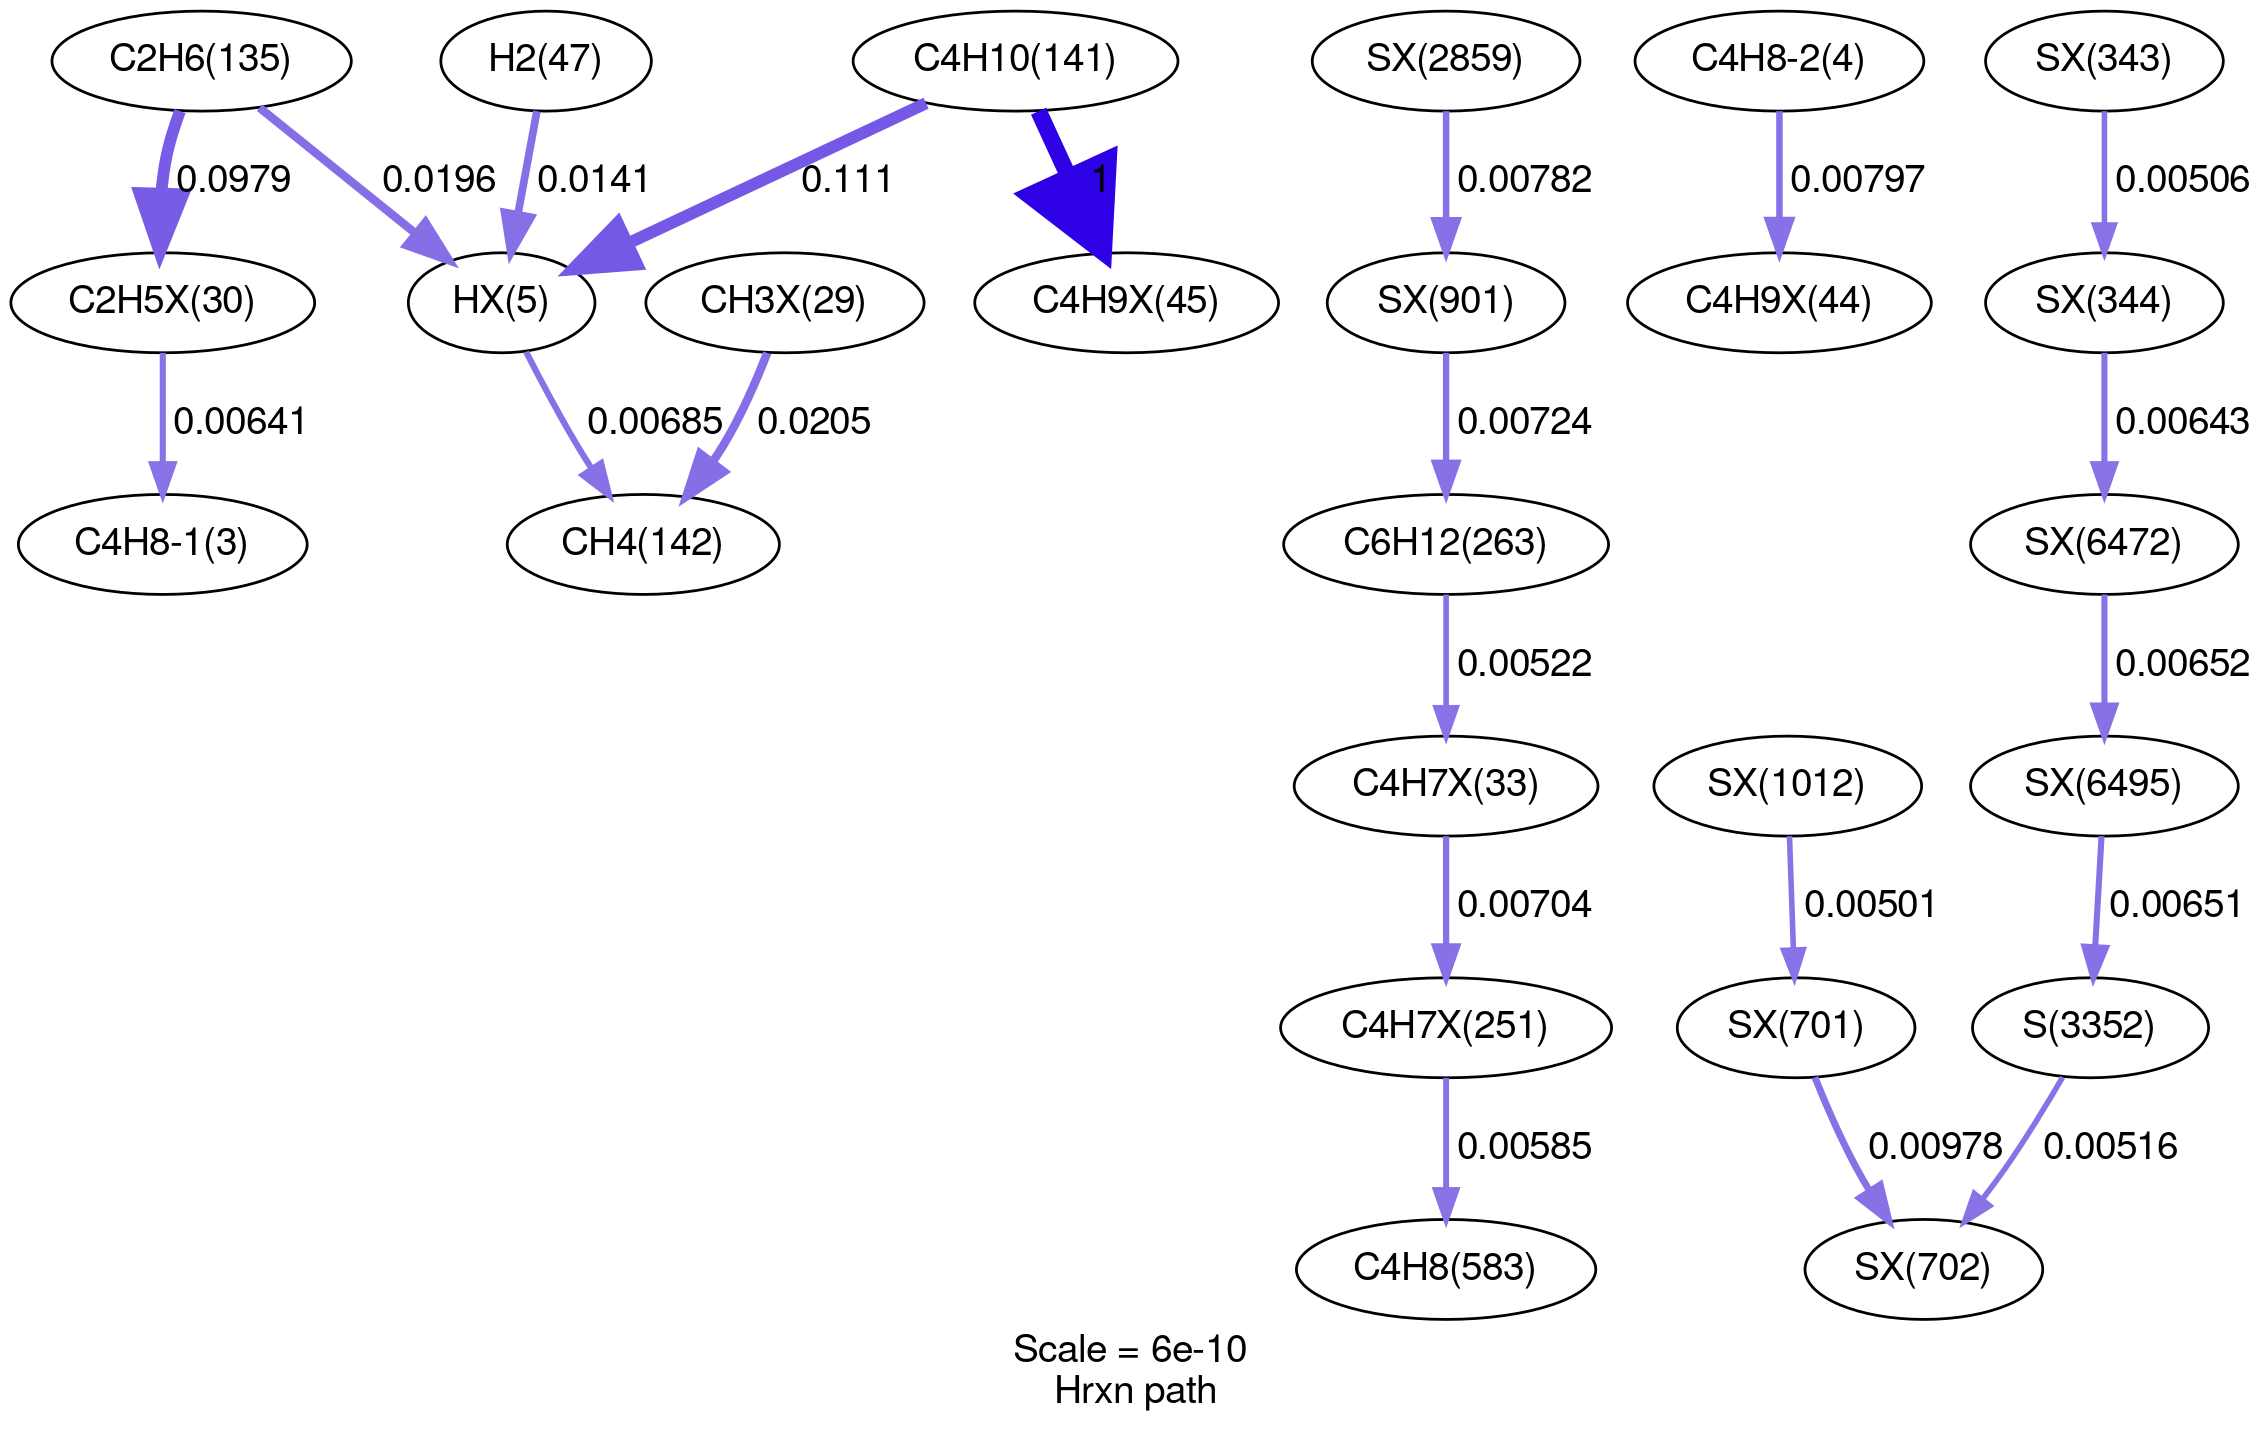 C2H6(135)
H2(47)
C4H10(141)
SX(2859)
C4H8-2(4)
SX(343)
0.0979
0.0196
0.0141
0.111
1
0.00782
0.00797
0.00506
C2H5X(30)
HX(5)
CH3X(29)
C4H9X(45)
SX(901)
C4H9X(44)
SX(344)
0.00641
0.00685
0.0205
0.00724
0.00643
C4H8-1(3)
CH4(142)
C6H12(263)
SX(6472)
0.00522
0.00652
C4H7X(33)
SX(1012)
SX(6495)
0.00704
0.00501
0.00651
C4H7X(251)
SX(701)
S(3352)
0.00585
0.00978
0.00516
C4H8(583)
SX(702)
Scale = 6e-10
Hrxn path